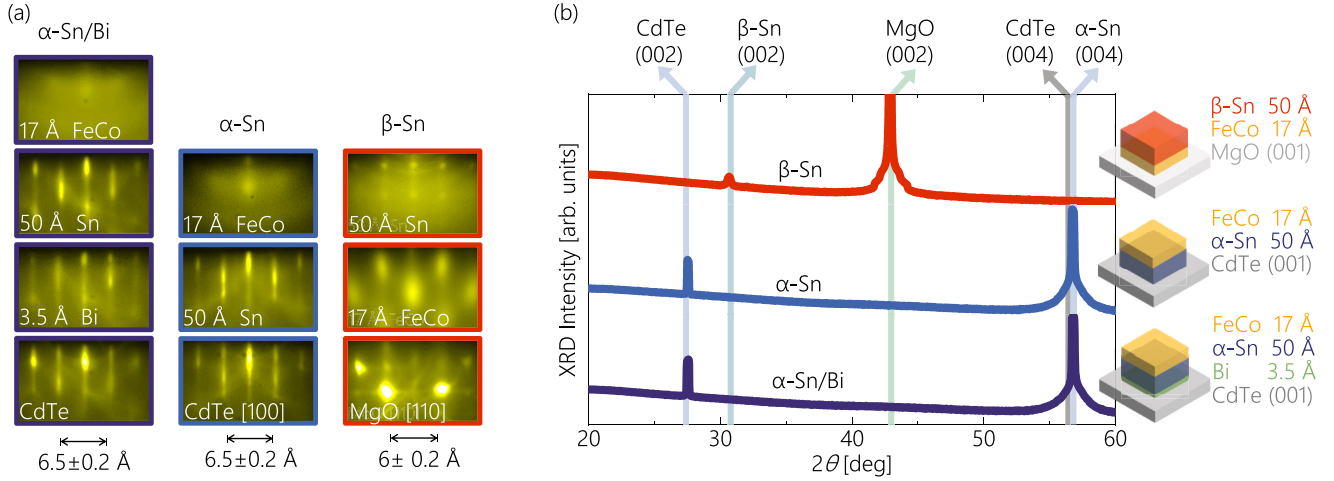 (a)
α-Sn/Bi
17 Å FeCo
50 Å Sn
3.5 Å Bi
CdTe
6.5±0.2 Å
α-Sn
17 Å FeCo
50 Å Sn
CdTe [100]
6.5±0.2 Å
β-Sn
50 Å Sn
17 Å FeCo
MgO [110]
6± 0.2 Å
(b)
CdTe
(002)
β-Sn
(002)
MgO
(002)
CdTe
(004)
α-Sn
(004)
XRD Intensity [arb. units]
β-Sn
α-Sn
α-Sn/Bi
20
30
40
50
60
2θ [deg]
β-Sn 50 Å
FeCo 17 Å
MgO (001)
FeCo 17 Å
α-Sn 50 Å
CdTe (001)
FeCo 17 Å
α-Sn 50 Å
Bi 3.5 Å
CdTe (001)